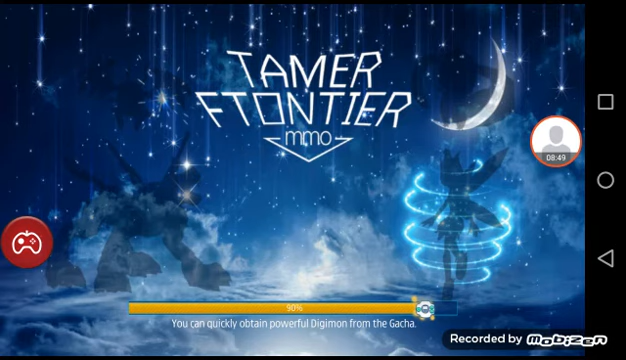 TAMER
FTONTIER
mmo
08:49
90%
You can quickly obtain powerful Digimon from the Gacha.
Recorded by mobizen